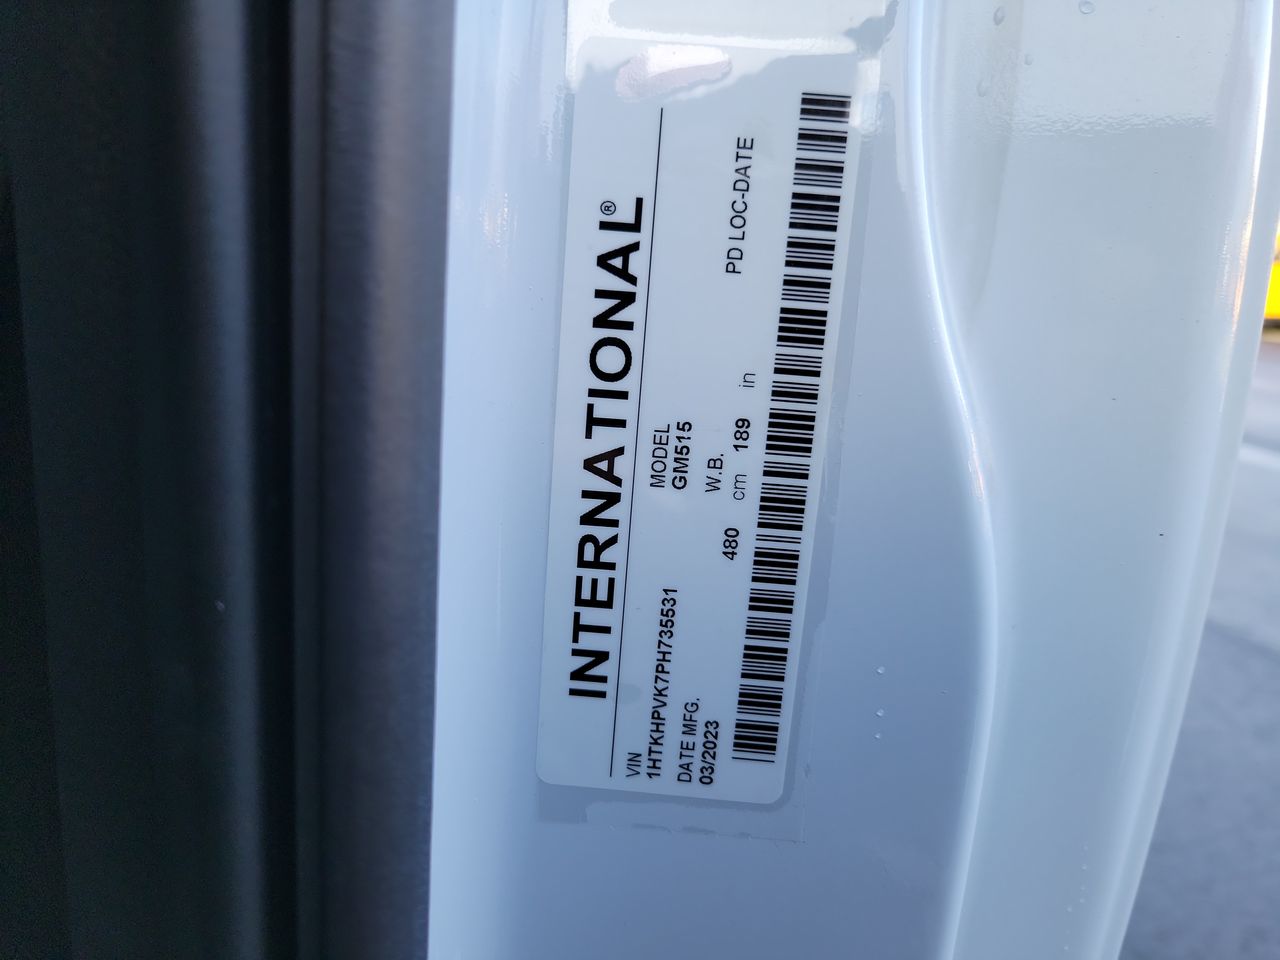 INTERNATIONAL®
VIN
1HTKHPVK7PH735531
MODEL
GM515
DATE MFG.
03/2023
W.B.
480 cm 189 in
PD LOC-DATE